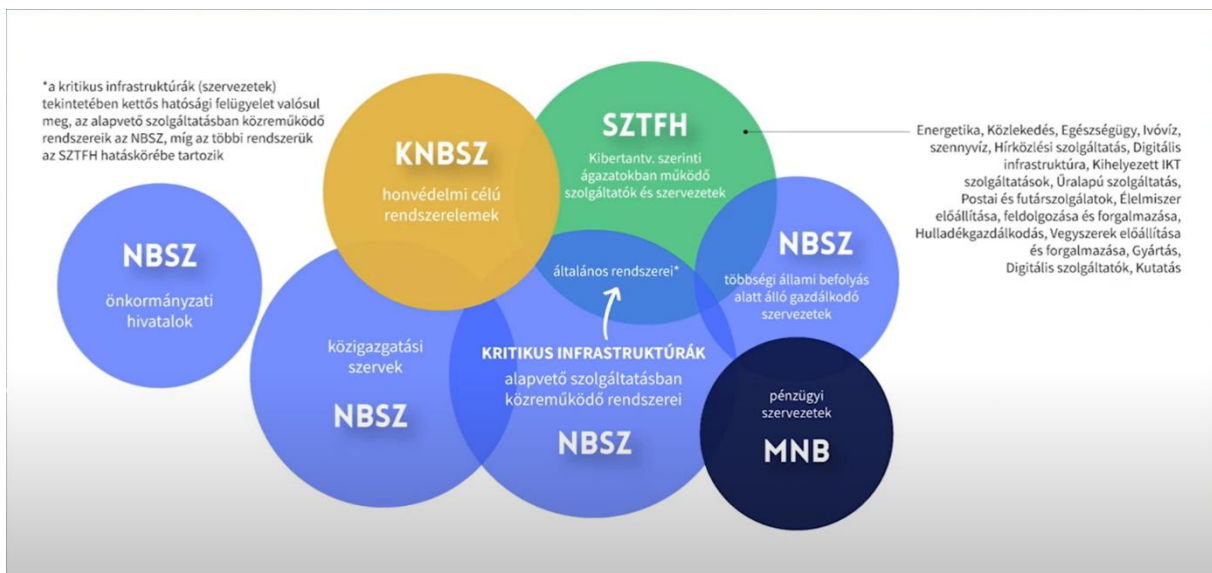 *a kritikus infrastruktúrák (szervezetek)
tekintetében kettős hatósági felügyelet valósul
meg, az alapvető szolgáltatásban közreműködő
rendszereik az NBSZ, míg az többi rendszerük
az SZTFH hatáskörébe tartozik
KNBSZ
honvédelmi célú
rendszerelemek
SZTFH
Kibertantv. szerinti
ágazatokban működő
szolgáltatók és szervezetek
Energetika, Közlekedés, Egészségügy, Ivóvíz,
szennyvíz, Hírközlési szolgáltatás, Digitális
infrastruktúra, Kihelyezett IKT
szolgáltatások, Űralapú szolgáltatás,
Postai és futárszolgálatok, Élelmiszer
előállítása, feldolgozása és forgalmazása,
Hulladékgazdálkodás, Vegyszerek előállítása
és forgalmazása, Gyártás,
Digitális szolgáltatók, Kutatás
NBSZ
önkormányzati
hivatalok
általános rendszerei*
NBSZ
többségi állami befolyás
alatt álló gazdálkodó
szervezetek
közigazgatási
szervek
NBSZ
KRITIKUS INFRASTRUKTÚRÁK
alapvető szolgáltatásban
közreműködő rendszerei
NBSZ
pénzügyi
szervezetek
MNB